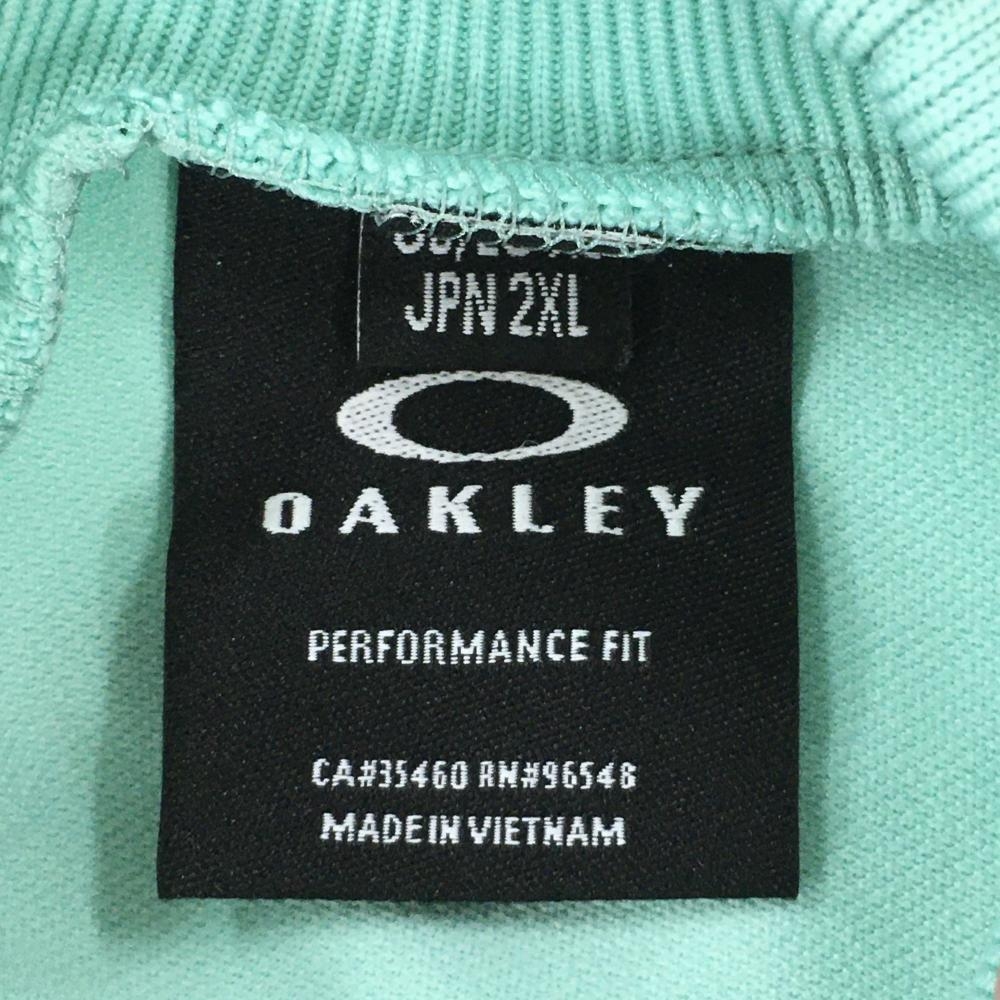 JPN 2XL
OAKLEY
PERFORMANCE FIT
CA#35460 RN#96548
MADE IN VIETNAM